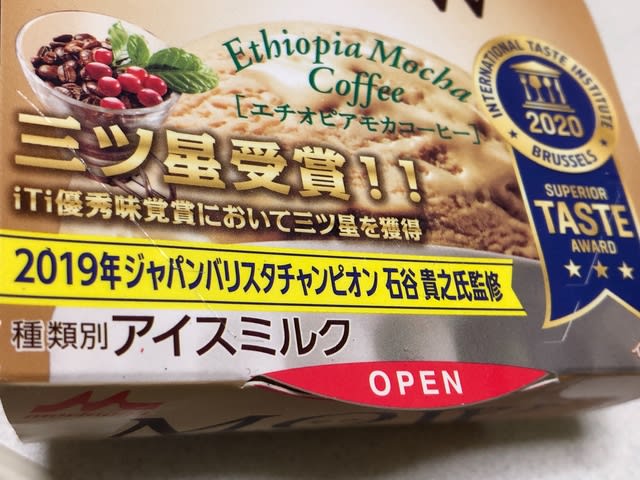 Ethiopia Mocha
Coffee
[エチオピアモカコーヒー]
INTERNATIONAL TASTE INSTITUTE
2020
BRUSSELS
SUPERIOR
TASTE
AWARD
三ツ星受賞!!
iTi優秀味覚賞において三ツ星を獲得
2019年ジャパンバリスタチャンピオン 石谷 貴之氏監修
種類別 アイスミルク
OPEN